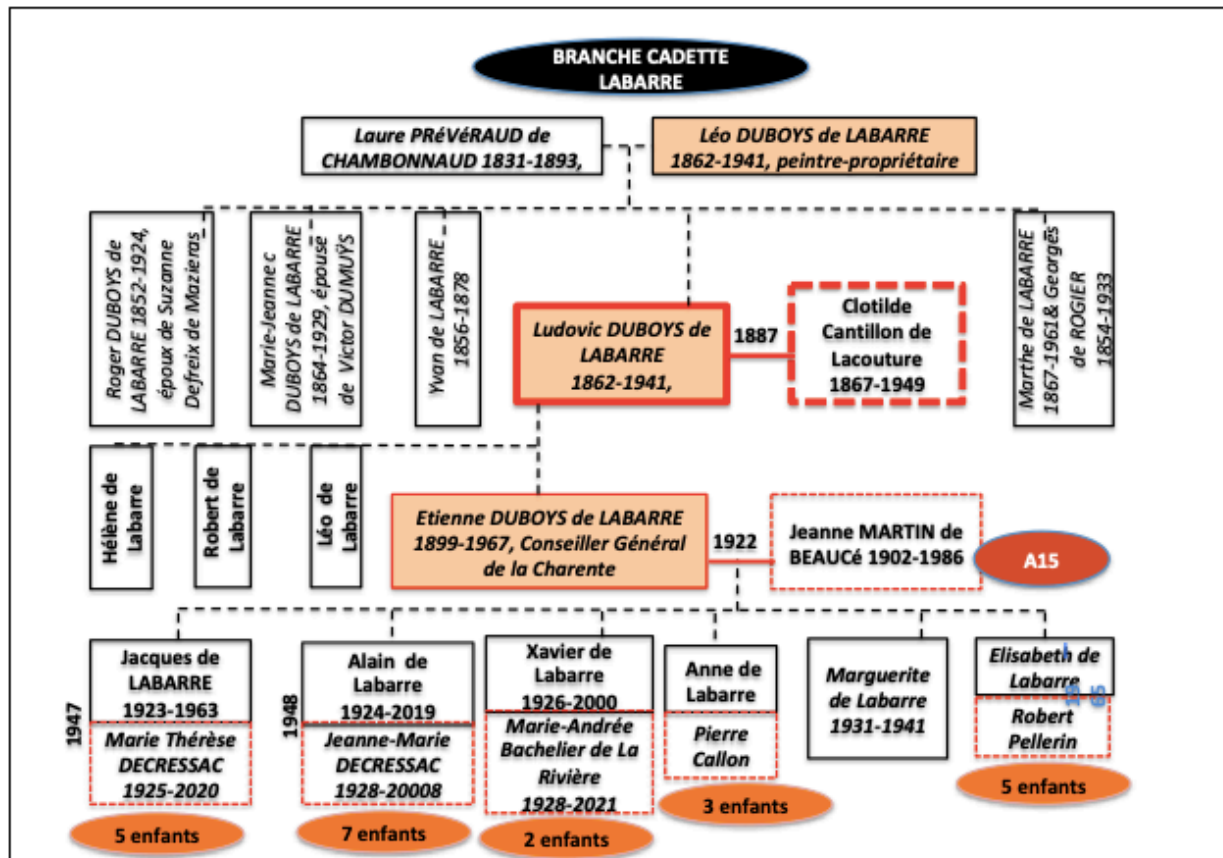 BRANCHE CADETTE
LABARRE
Laure PRéVéRAUD de
CHAMBONNAUD 1831-1893,
Léo DUBOYS de LABARRE
1862-1941, peintre-propriétaire
Roger DUBOYS de
LABARRE 1852-1924,
époux de Suzanne
Defreix de Mazieras
Marie-Jeanne c
DUBOYS de LABARRE
1864-1929, épouse
de Victor DUMUŸS
Yvan de LABARRE
1856-1878
Ludovic DUBOYS de
LABARRE
1862-1941,
1887
Clotilde
Cantillon de
Lacouture
1867-1949
Marthe de LABARRE
1867-1961& Georges
de ROGIER
1854-1933
Hélène de
Labarre
Robert de
Labarre
Léo de
Labarre
Etienne DUBOYS de LABARRE
1899-1967, Conseiller Général
de la Charente
1922
Jeanne MARTIN de
BEAUCé 1902-1986
A15
1947
Jacques de
LABARRE
1923-1963
Marie Thérèse
DECRESSAC
1925-2020
5 enfants
1948
Alain de
Labarre
1924-2019
Jeanne-Marie
DECRESSAC
1928-20008
7 enfants
Xavier de
Labarre
1926-2000
Marie-Andrée
Bachelier de La
Rivière
1928-2021
2 enfants
Anne de
Labarre
Pierre
Callon
3 enfants
Marguerite
de Labarre
1931-1941
Elisabeth de
Labarre
Robert
Pellerin
5 enfants